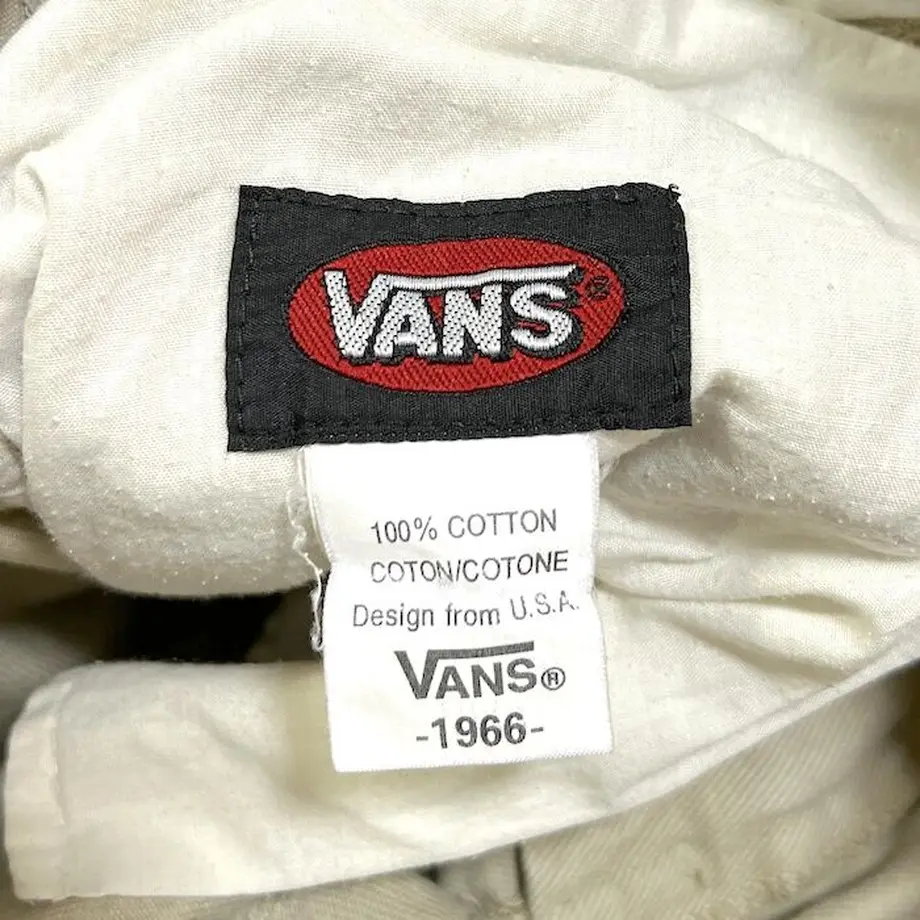 VANS®
100% COTTON
COTON/COTONE
Design from U.S.A.
VANS®
-1966-